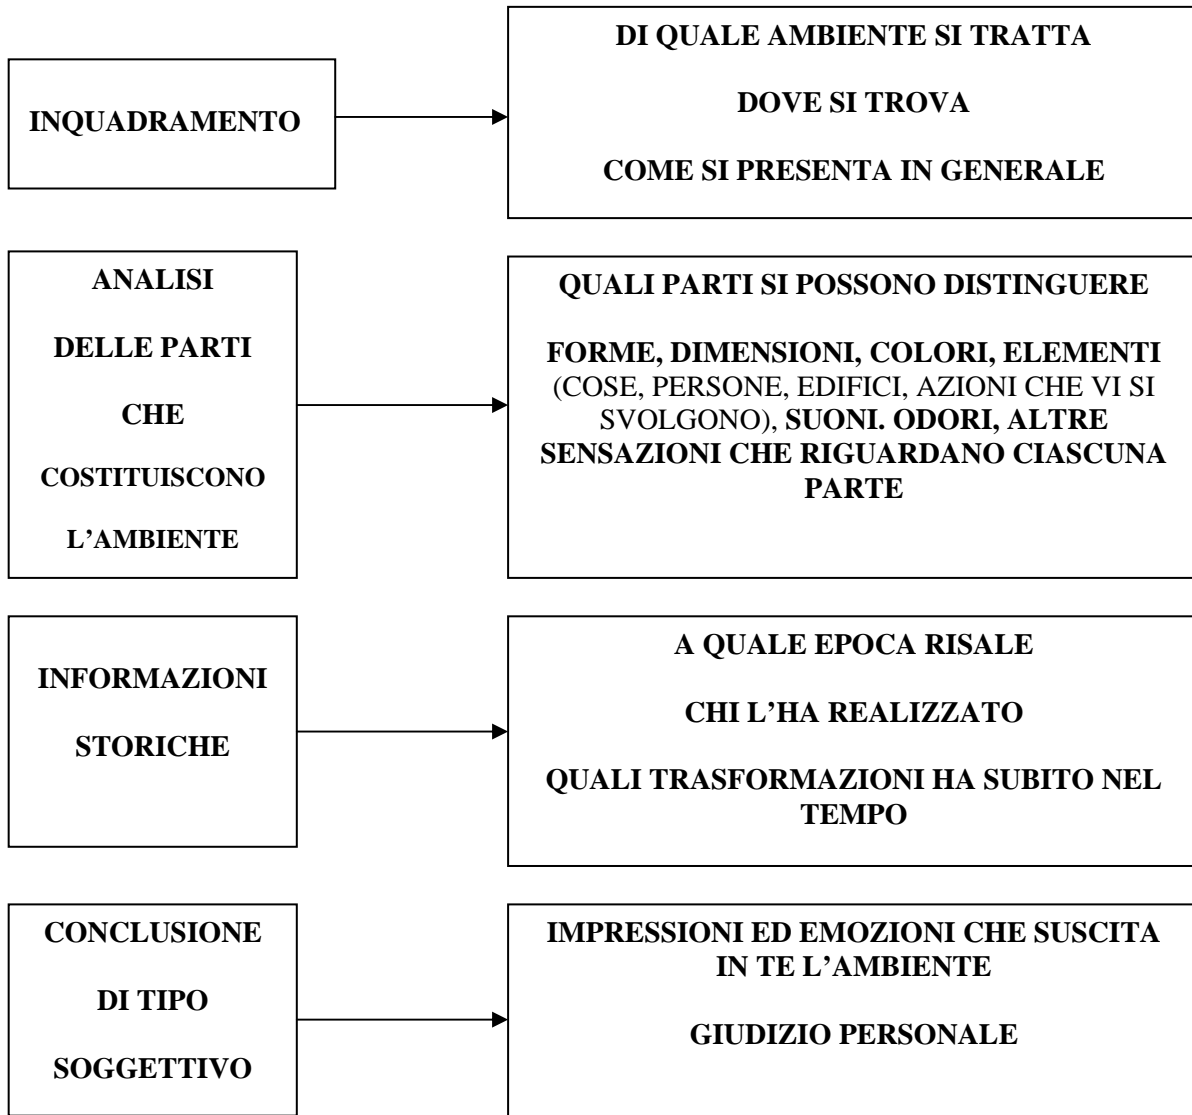 INQUADRAMENTO
DI QUALE AMBIENTE SI TRATTA
DOVE SI TROVA
COME SI PRESENTA IN GENERALE
ANALISI
DELLE PARTI
CHE
COSTITUISCONO
L’AMBIENTE
QUALI PARTI SI POSSONO DISTINGUERE
FORME, DIMENSIONI, COLORI, ELEMENTI
(COSE, PERSONE, EDIFICI, AZIONI CHE VI SI
SVOLGONO), SUONI. ODORI, ALTRE
SENSAZIONI CHE RIGUARDANO CIASCUNA
PARTE
INFORMAZIONI
STORICHE
A QUALE EPOCA RISALE
CHI L’HA REALIZZATO
QUALI TRASFORMAZIONI HA SUBITO NEL
TEMPO
CONCLUSIONE
DI TIPO
SOGGETTIVO
IMPRESSIONI ED EMOZIONI CHE SUSCITA
IN TE L’AMBIENTE
GIUDIZIO PERSONALE